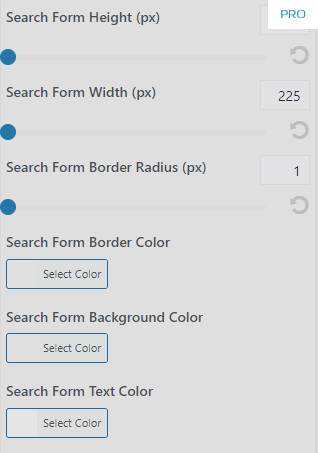 Search Form Height (px)
PRO
Search Form Width (px)
225
Search Form Border Radius (px)
1
Search Form Border Color
Select Color
Search Form Background Color
Select Color
Search Form Text Color
Select Color